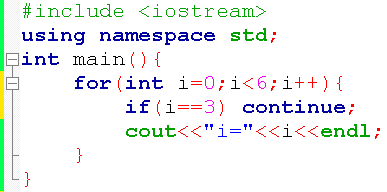 #include <iostream>
using namespace std;
int main(){
for(int i=0;i<6;i++){
if(i==3) continue;
cout<<"i="<<i<<endl;
}
}